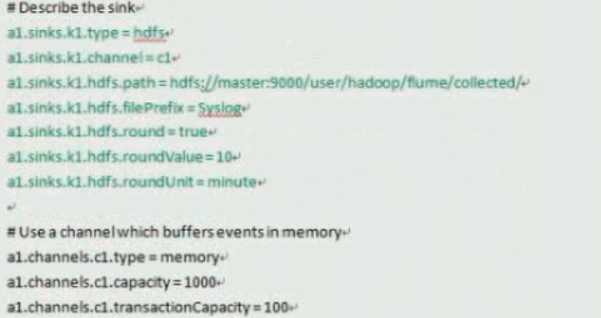 # Describe the sink
a1.sinks.k1.type = hdfs
a1.sinks.k1.channel = c1
a1.sinks.k1.hdfs.path = hdfs://master:9000/user/hadoop/flume/collected/
a1.sinks.k1.hdfs.filePrefix = Syslog
a1.sinks.k1.hdfs.round = true
a1.sinks.k1.hdfs.roundValue = 10
a1.sinks.k1.hdfs.roundUnit = minute
# Use a channel which buffers events in memory
a1.channels.c1.type = memory
a1.channels.c1.capacity = 1000
a1.channels.c1.transactionCapacity = 100